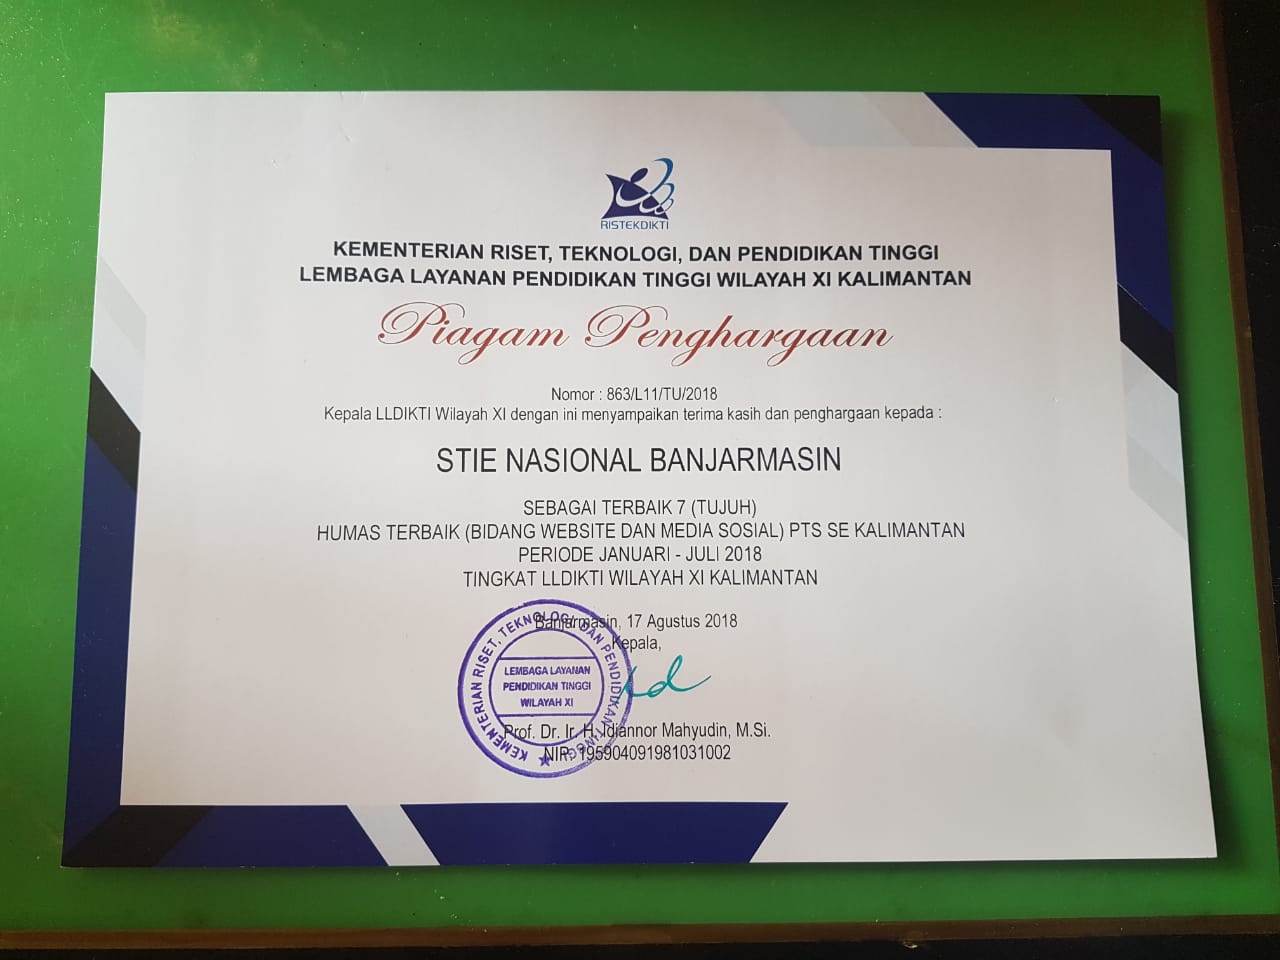 RISTEKDIKTI
KEMENTERIAN RISET, TEKNOLOGI, DAN PENDIDIKAN TINGGI
LEMBAGA LAYANAN PENDIDIKAN TINGGI WILAYAH XI KALIMANTAN
Piagam Penghargaan
Nomor : 863/L11/TU/2018
Kepala LLDIKTI Wilayah XI dengan ini menyampaikan terima kasih dan penghargaan kepada :
STIE NASIONAL BANJARMASIN
SEBAGAI TERBAIK 7 (TUJUH)
HUMAS TERBAIK (BIDANG WEBSITE DAN MEDIA SOSIAL) PTS SE KALIMANTAN
PERIODE JANUARI - JULI 2018
TINGKAT LLDIKTI WILAYAH XI KALIMANTAN
Banjarmasin, 17 Agustus 2018
Kepala,
KEMENTERIAN RISET, TEKNOLOGI, DAN PENDIDIKAN TINGGI
LEMBAGA LAYANAN
PENDIDIKAN TINGGI
WILAYAH XI
Prof. Dr. Ir. H. Idiannor Mahyudin, M.Si.
NIP. 195904091981031002